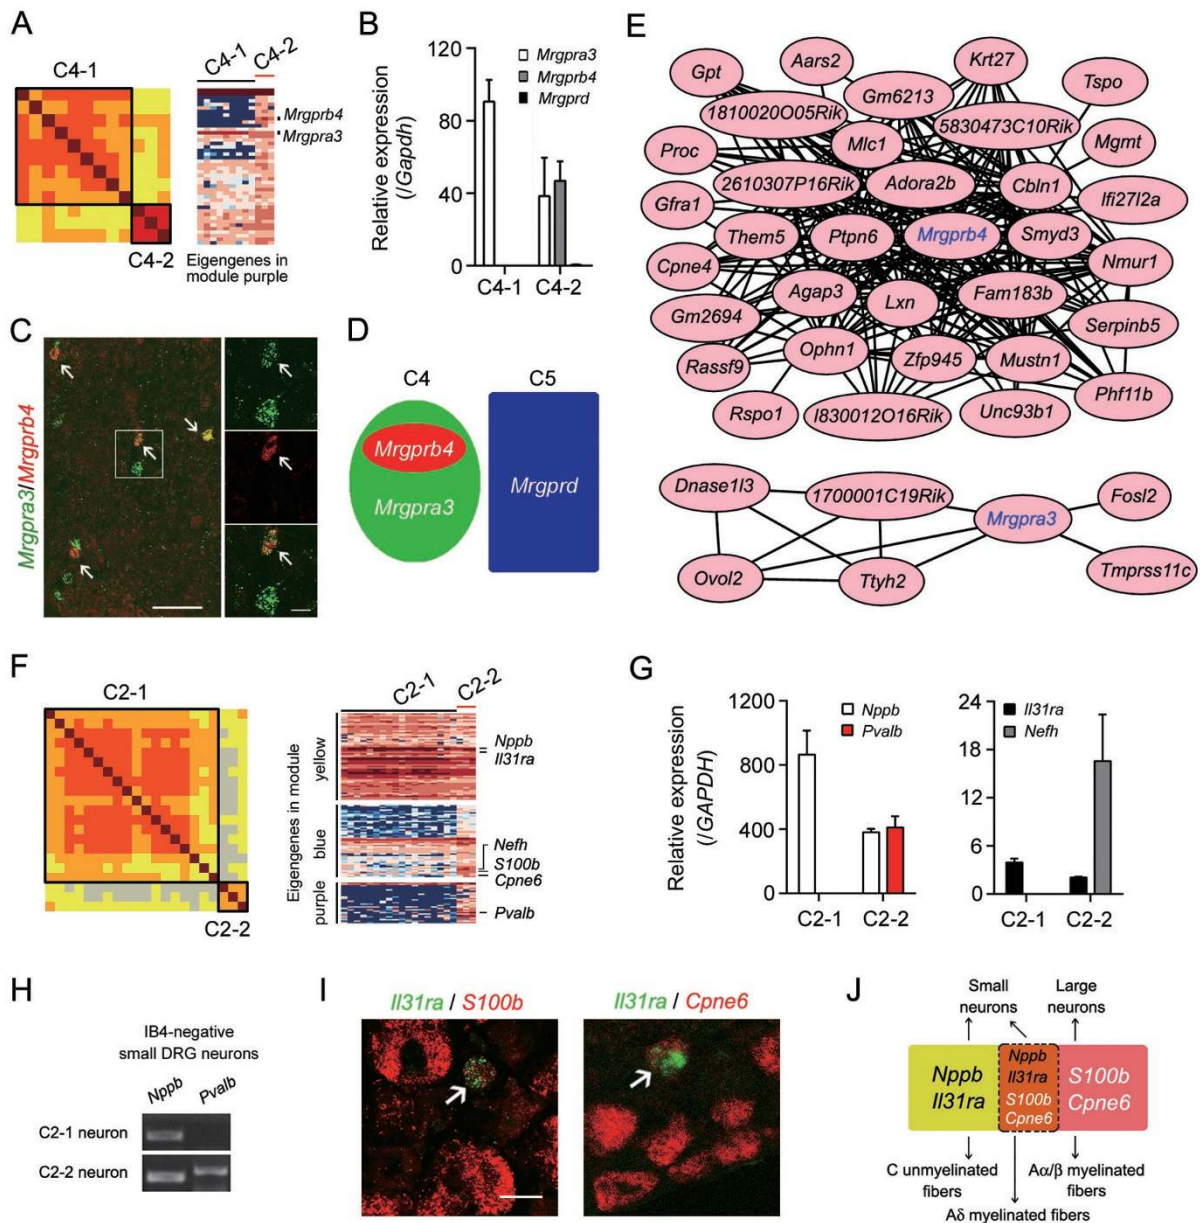 A
C4-1
C4-2
C4-1
C4-2
Mrgprb4
Mrgpra3
Eigengenes in
module purple
B
Relative expression
(/Gapdh)
120
80
40
0
Mrgpra3
Mrgprb4
Mrgprd
C4-1 C4-2
C
Mrgpra3/Mrgprb4
D
C4 C5
Mrgprb4
Mrgpra3
Mrgprd
E
Gpt
Aars2
Krt27
Tspo
1810020O05Rik
Gm6213
5830473C10Rik
Proc
Mlc1
Mgmt
2610307P16Rik
Adora2b
Cbln1
Ifi27l2a
Gfra1
Them5
Ptpn6
Mrgprb4
Smyd3
Cpne4
Nmur1
Agap3
Lxn
Fam183b
Gm2694
Serpinb5
Rassf9
Ophn1
Zfp945
Mustn1
Phf11b
Rspo1
I830012O16Rik
Unc93b1
Dnase1l3
1700001C19Rik
Mrgpra3
Fosl2
Ovol2
Ttyh2
Tmprss11c
F
C2-1
C2-2
C2-1
C2-2
Eigengenes in module
yellow
blue
purple
Nppb
Il31ra
Nefh
S100b
Cpne6
Pvalb
G
Relative expression
(/GAPDH)
1200
800
400
0
Nppb
Pvalb
C2-1 C2-2
24
18
12
6
0
Il31ra
Nefh
C2-1 C2-2
H
IB4-negative
small DRG neurons
Nppb Pvalb
C2-1 neuron
C2-2 neuron
I
Il31ra / S100b
Il31ra / Cpne6
J
Small
neurons
Large
neurons
Nppb
Il31ra
Nppb
Il31ra
S100b
Cpne6
S100b
Cpne6
C unmyelinated
fibers
Aα/β myelinated
fibers
Aδ myelinated fibers